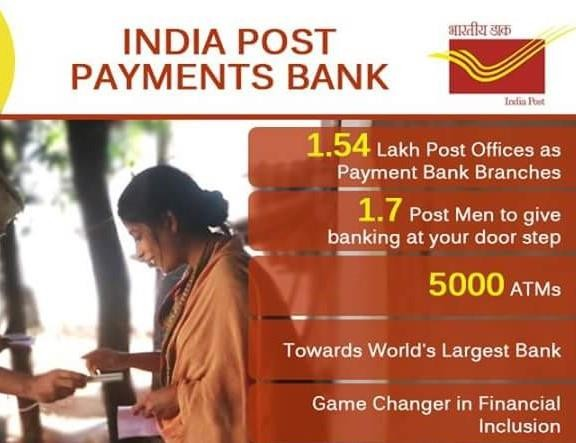 INDIA POST
PAYMENTS BANK
भारतीय डाक
India Post
1.54 Lakh Post Offices as
Payment Bank Branches
1.7 Post Men to give
banking at your door step
5000 ATMs
Towards World's Largest Bank
Game Changer in Financial
Inclusion